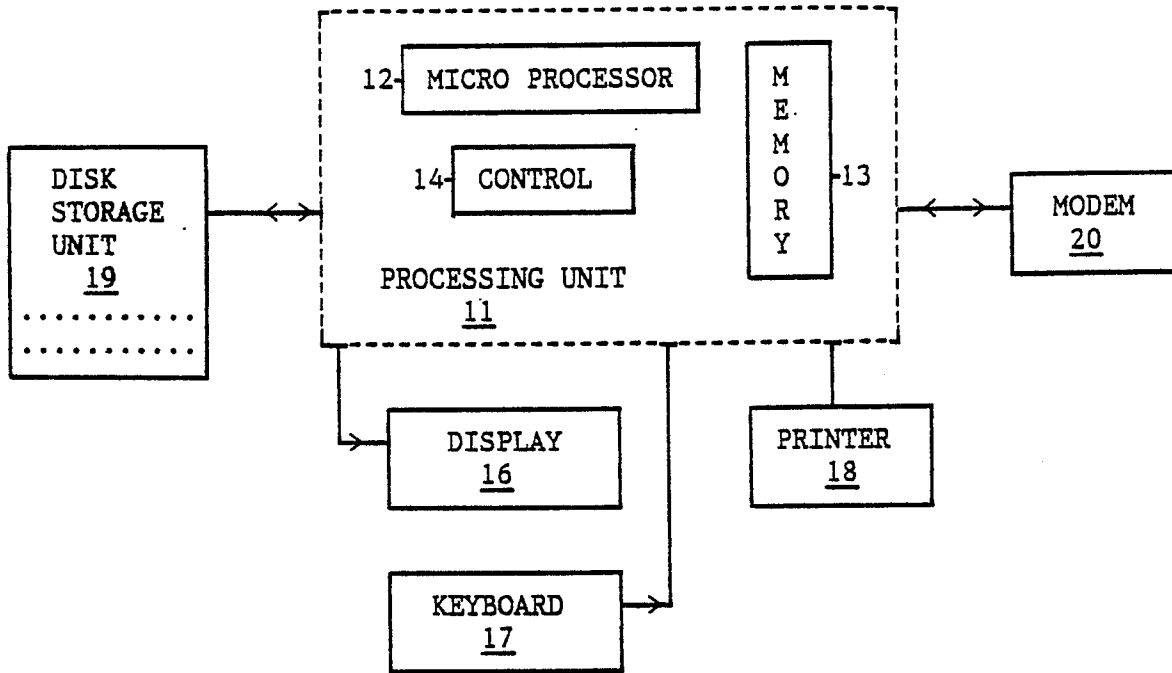 12 MICRO PROCESSOR
MEMORY
13
14 CONTROL
PROCESSING UNIT
11
DISK
STORAGE
UNIT
19
MODEM
20
DISPLAY
16
PRINTER
18
KEYBOARD
17